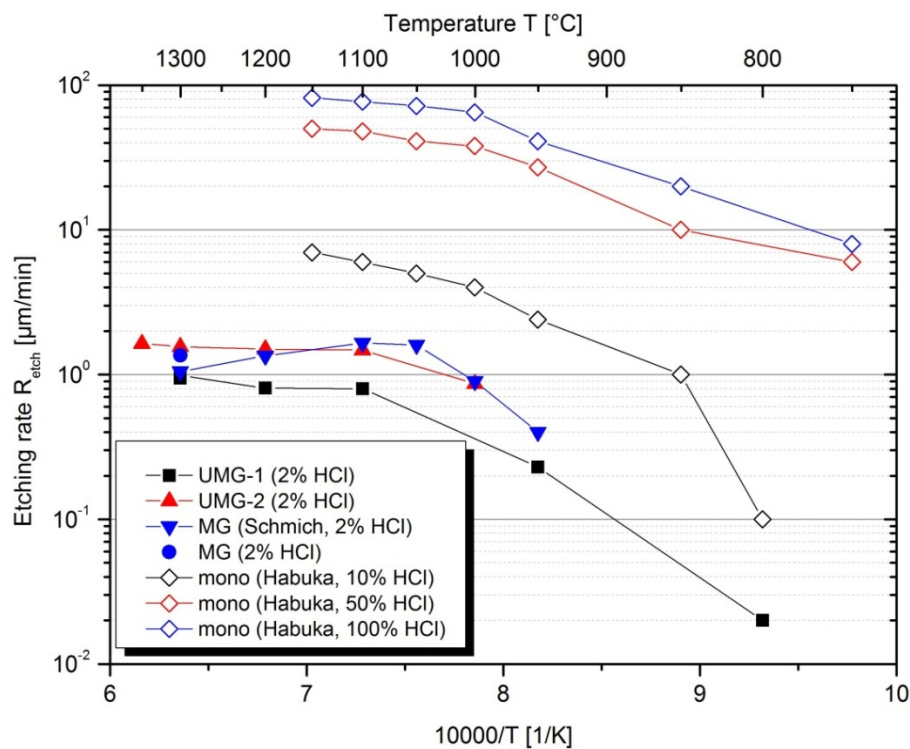 Temperature T [°C]
1300 1200 1100 1000 900 800
10²
10¹
10⁰
10⁻¹
10⁻²
Etching rate R_etch [µm/min]
UMG-1 (2% HCl)
UMG-2 (2% HCl)
MG (Schmich, 2% HCl)
MG (2% HCl)
mono (Habuka, 10% HCl)
mono (Habuka, 50% HCl)
mono (Habuka, 100% HCl)
6 7 8 9 10
10000/T [1/K]